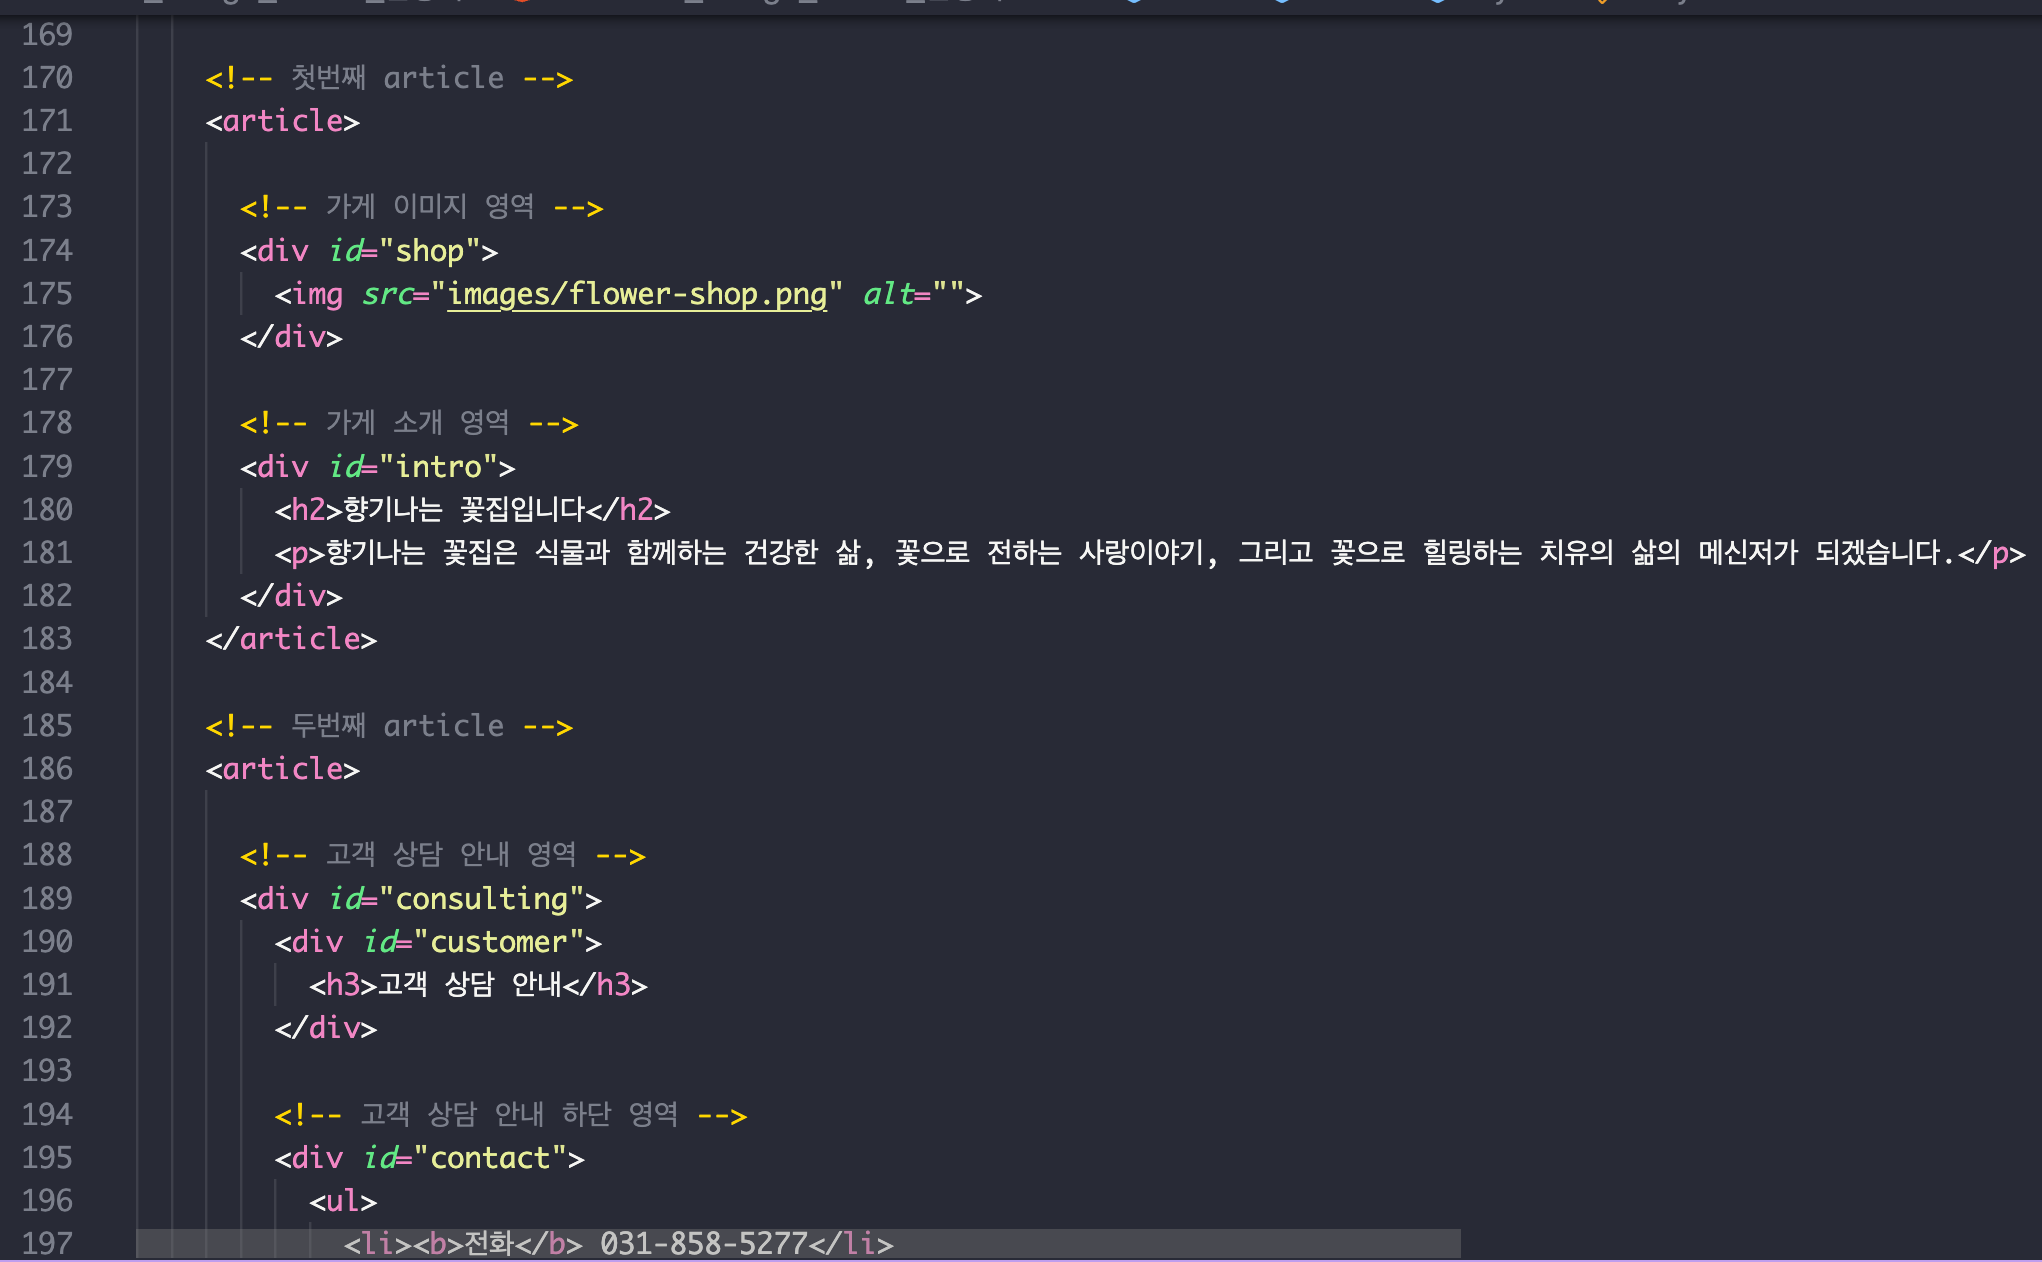 169
170 <!-- 첫번째 article -->
171 <article>
172
173 <!-- 가게 이미지 영역 -->
174 <div id="shop">
175 <img src="images/flower-shop.png" alt="">
176 </div>
177
178 <!-- 가게 소개 영역 -->
179 <div id="intro">
180 <h2>향기나는 꽃집입니다</h2>
181 <p>향기나는 꽃집은 식물과 함께하는 건강한 삶, 꽃으로 전하는 사랑이야기, 그리고 꽃으로 힐링하는 치유의 삶의 메신저가 되겠습니다.</p>
182 </div>
183 </article>
184
185 <!-- 두번째 article -->
186 <article>
187
188 <!-- 고객 상담 안내 영역 -->
189 <div id="consulting">
190 <div id="customer">
191 <h3>고객 상담 안내</h3>
192 </div>
193
194 <!-- 고객 상담 안내 하단 영역 -->
195 <div id="contact">
196 <ul>
197 <li><b>전화</b> 031-858-5277</li>